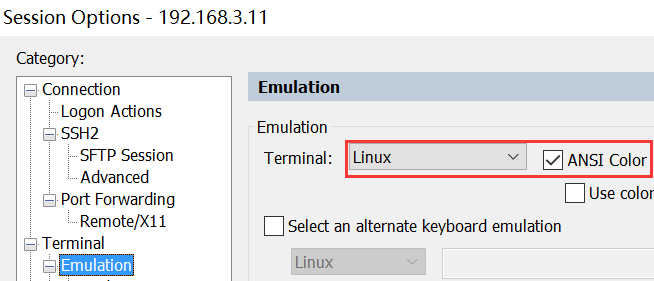 Session Options - 192.168.3.11
Category:
Connection
Logon Actions
SSH2
SFTP Session
Advanced
Port Forwarding
Remote/X11
Terminal
Emulation
Emulation
Emulation
Terminal: Linux ANSI Color
Use color
Select an alternate keyboard emulation
Linux